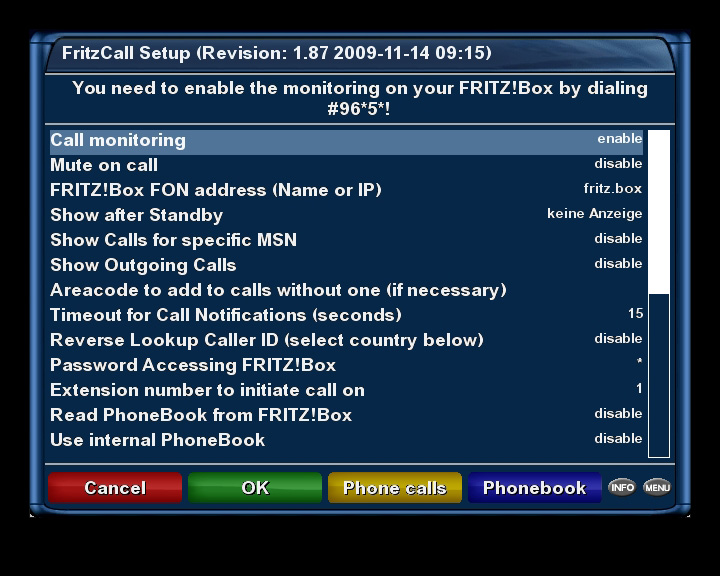 FritzCall Setup (Revision: 1.87 2009-11-14 09:15)
You need to enable the monitoring on your FRITZ!Box by dialing
#96*5*!
Call monitoring enable
Mute on call disable
FRITZ!Box FON address (Name or IP) fritz.box
Show after Standby keine Anzeige
Show Calls for specific MSN disable
Show Outgoing Calls disable
Areacode to add to calls without one (if necessary)
Timeout for Call Notifications (seconds) 15
Reverse Lookup Caller ID (select country below) disable
Password Accessing FRITZ!Box *
Extension number to initiate call on 1
Read PhoneBook from FRITZ!Box disable
Use internal PhoneBook disable
Cancel OK Phone calls Phonebook INFO MENU